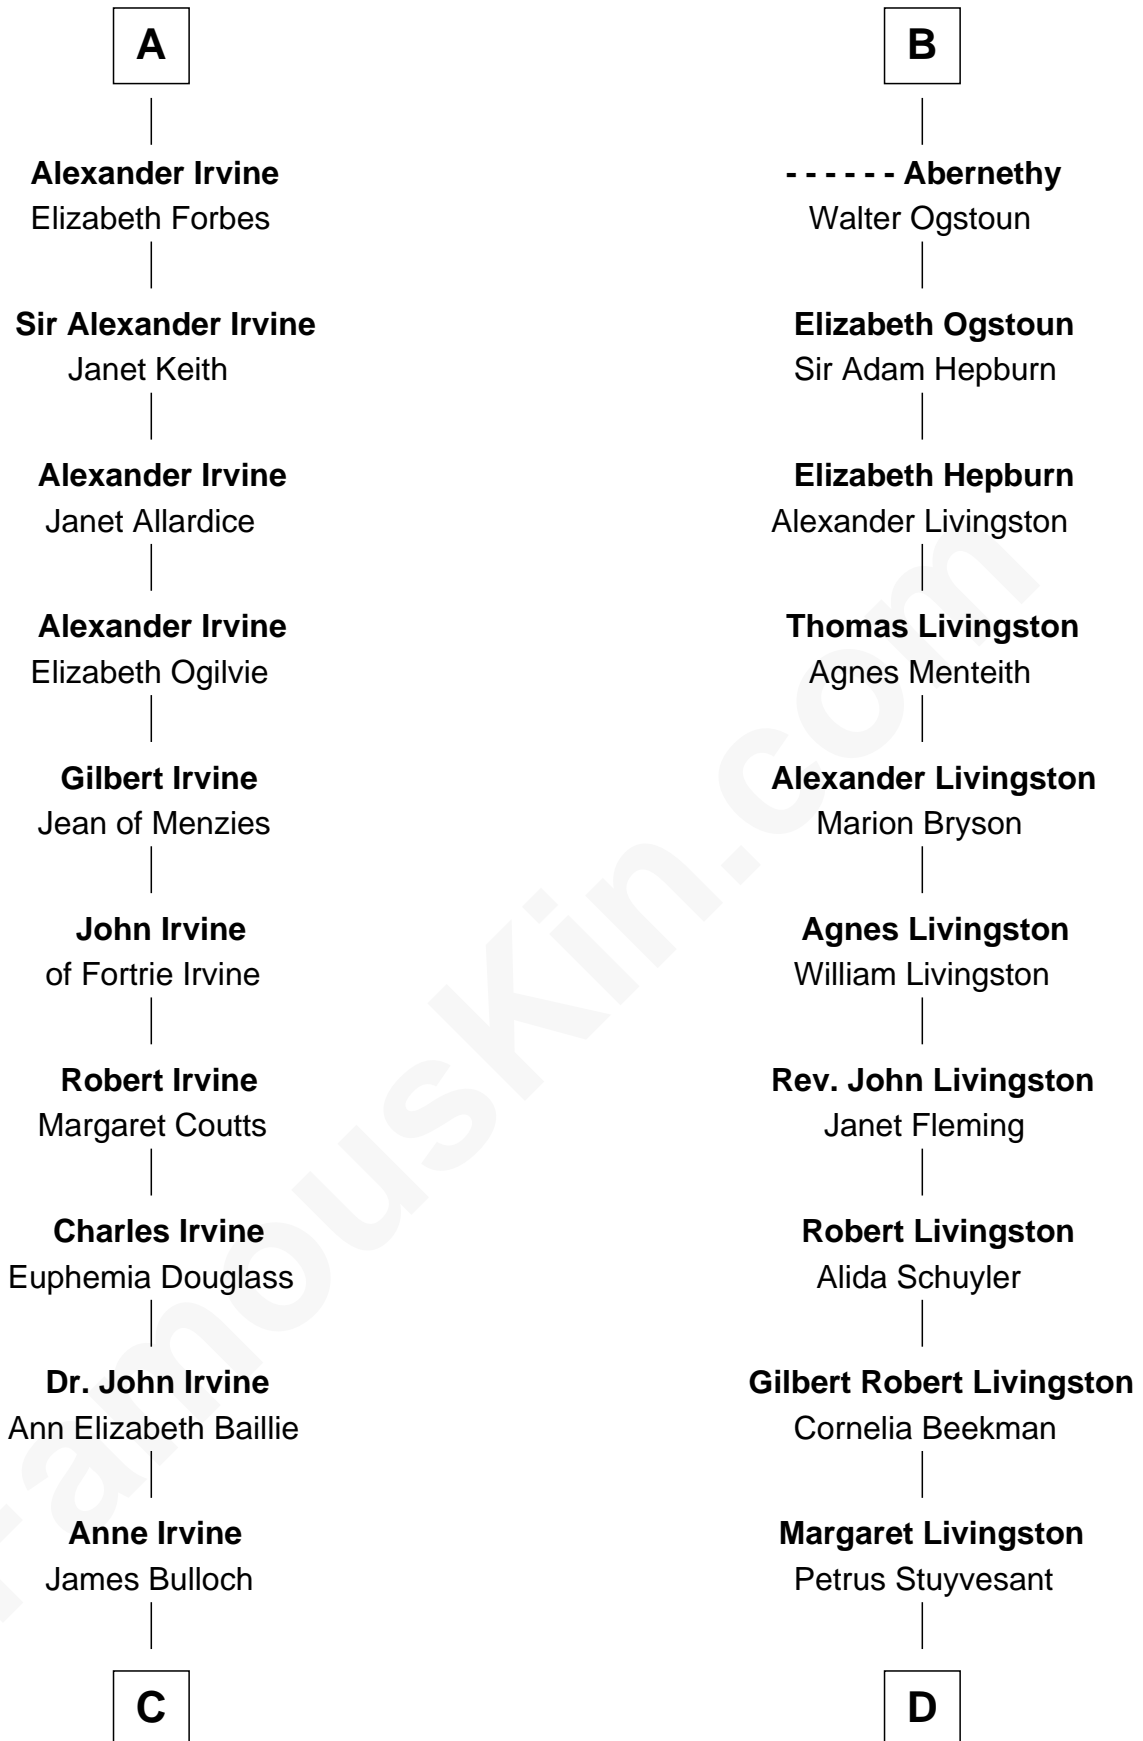 A
Alexander Irvine
Elizabeth Forbes
Sir Alexander Irvine
Janet Keith
Alexander Irvine
Janet Allardice
Alexander Irvine
Elizabeth Ogilvie
Gilbert Irvine
Jean of Menzies
John Irvine
of Fortrie Irvine
Robert Irvine
Margaret Coutts
Charles Irvine
Euphemia Douglass
Dr. John Irvine
Ann Elizabeth Baillie
Anne Irvine
James Bulloch
C
B
- - - - - - Abernethy
Walter Ogstoun
Elizabeth Ogstoun
Sir Adam Hepburn
Elizabeth Hepburn
Alexander Livingston
Thomas Livingston
Agnes Menteith
Alexander Livingston
Marion Bryson
Agnes Livingston
William Livingston
Rev. John Livingston
Janet Fleming
Robert Livingston
Alida Schuyler
Gilbert Robert Livingston
Cornelia Beekman
Margaret Livingston
Petrus Stuyvesant
D
FamousKin.com